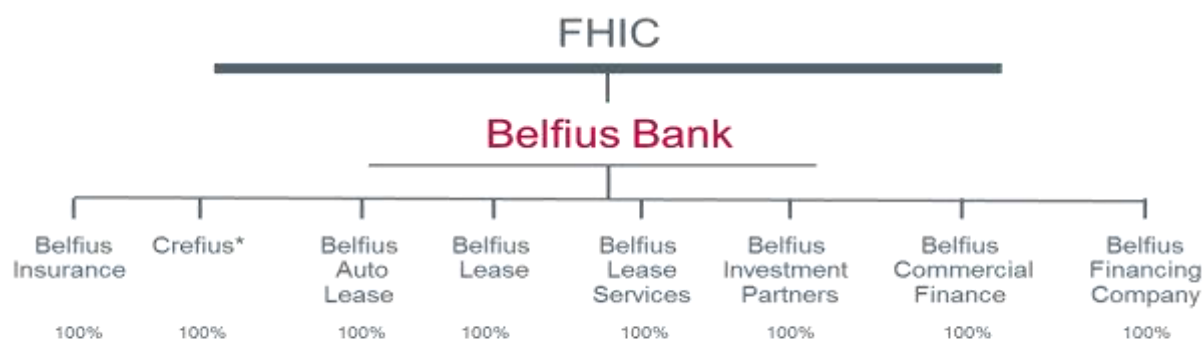 FHIC
Belfius Bank
Belfius
Insurance
100%
Crefius*
100%
Belfius
Auto
Lease
100%
Belfius
Lease
100%
Belfius
Lease
Services
100%
Belfius
Investment
Partners
100%
Belfius
Commercial
Finance
100%
Belfius
Financing
Company
100%